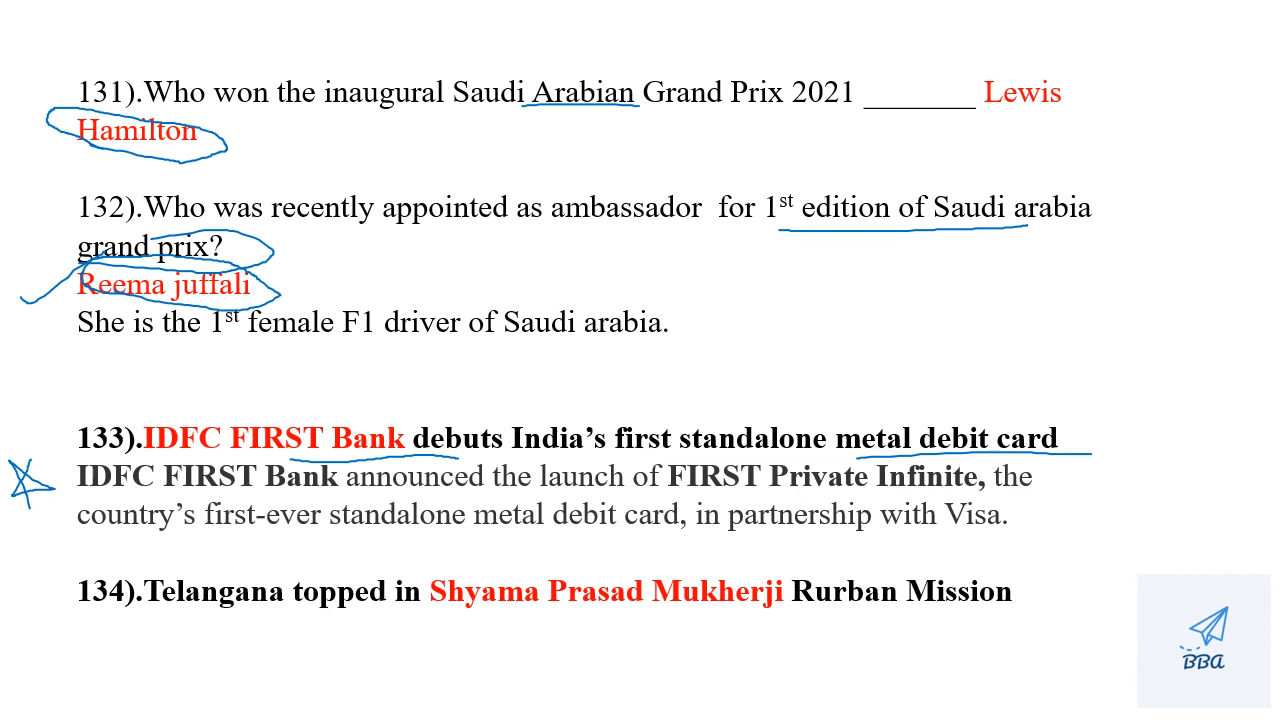 131).Who won the inaugural Saudi Arabian Grand Prix 2021 _______ Lewis
Hamilton
132).Who was recently appointed as ambassador  for 1st edition of Saudi arabia
grand prix?
Reema juffali
She is the 1st female F1 driver of Saudi arabia.
133).IDFC FIRST Bank debuts India’s first standalone metal debit card
IDFC FIRST Bank announced the launch of FIRST Private Infinite, the
country’s first-ever standalone metal debit card, in partnership with Visa.
134).Telangana topped in Shyama Prasad Mukherji Rurban Mission
BBA